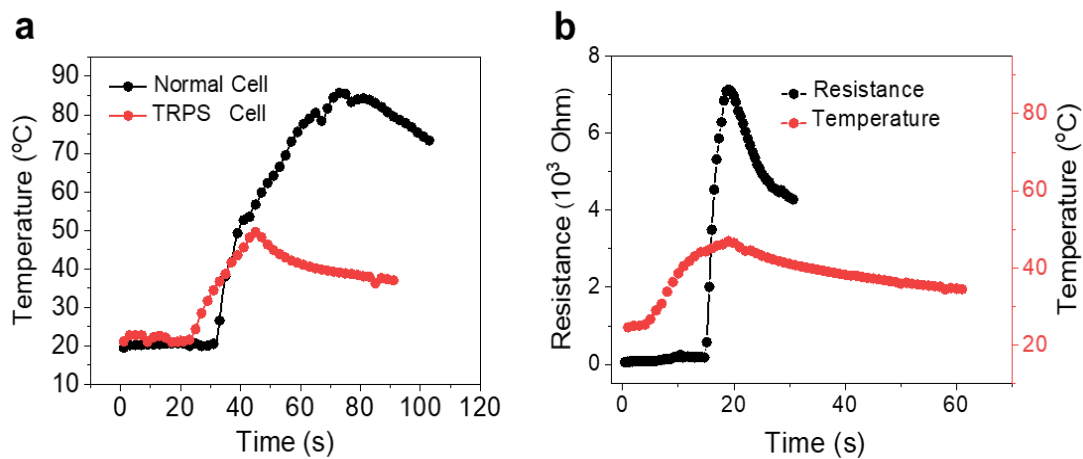 a
Temperature (ºC)
90
80
70
60
50
40
30
20
10
Normal Cell
TRPS Cell
0 20 40 60 80 100 120
Time (s)
b
Resistance (10³ Ohm)
8
6
4
2
0
Resistance
Temperature
80
60
40
20
Temperature (°C)
0 20 40 60
Time (s)